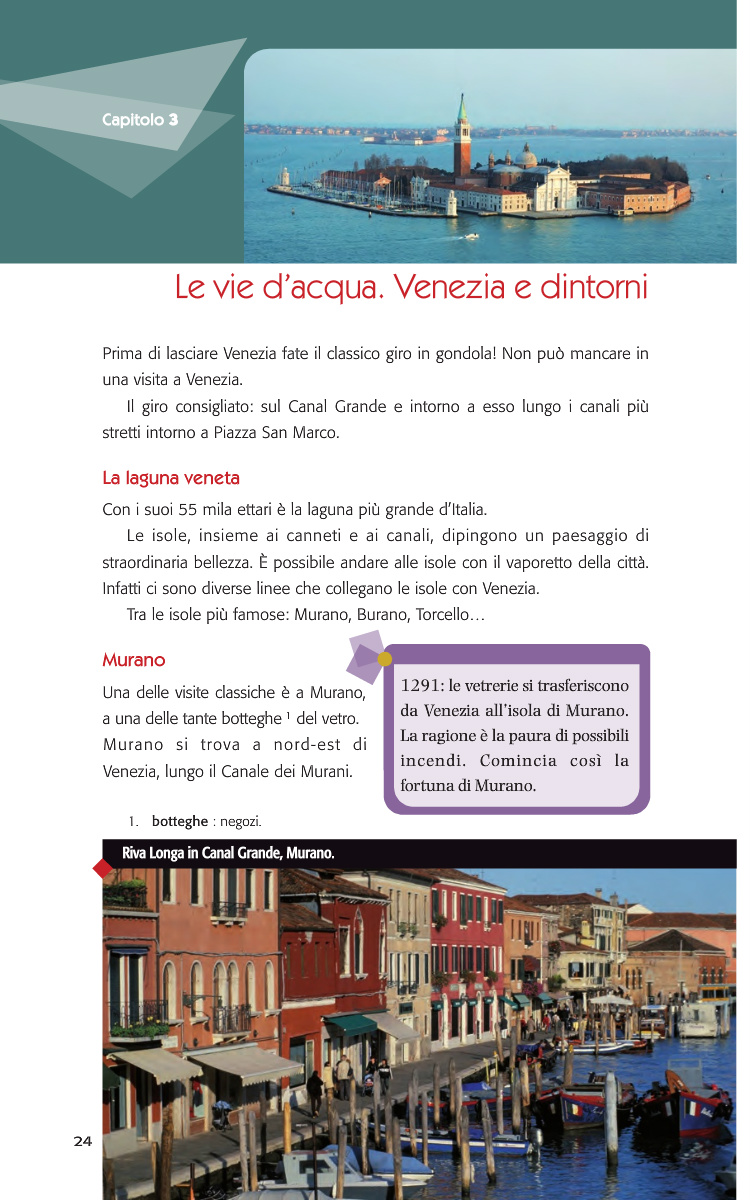 Capitolo 3
Le vie d'acqua. Venezia e dintorni
Prima di lasciare Venezia fate il classico giro in gondola! Non può mancare in
una visita a Venezia.
Il giro consigliato: sul Canal Grande e intorno a esso lungo i canali più
stretti intorno a Piazza San Marco.
La laguna veneta
Con i suoi 55 mila ettari è la laguna più grande d'Italia.
Le isole, insieme ai canneti e ai canali, dipingono un paesaggio di
straordinaria bellezza. È possibile andare alle isole con il vaporetto della città.
Infatti ci sono diverse linee che collegano le isole con Venezia.
Tra le isole più famose: Murano, Burano, Torcello…
Murano
Una delle visite classiche è a Murano,
a una delle tante botteghe ¹ del vetro.
Murano si trova a nord-est di
Venezia, lungo il Canale dei Murani.
1291: le vetrerie si trasferiscono
da Venezia all'isola di Murano.
La ragione è la paura di possibili
incendi. Comincia così la
fortuna di Murano.
1. botteghe : negozi.
Riva Longa in Canal Grande, Murano.
24